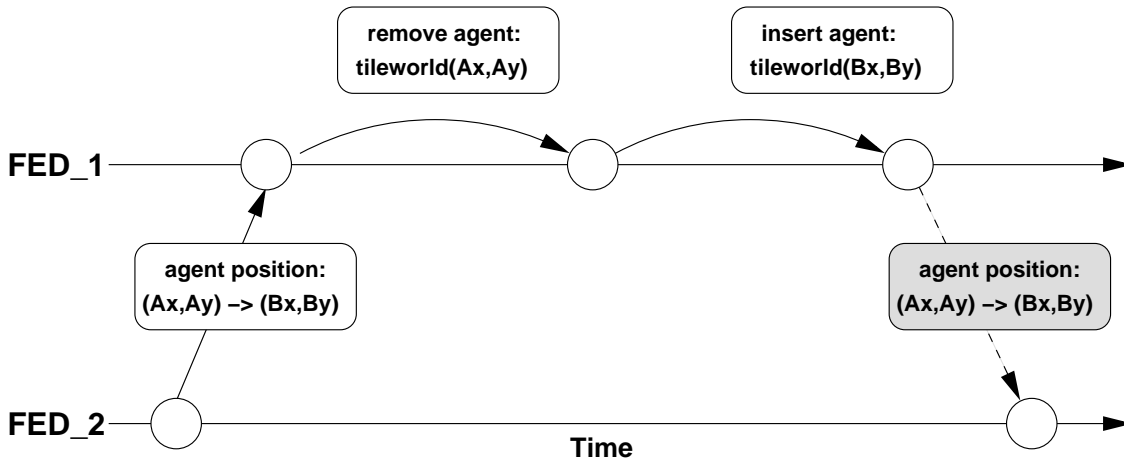 remove agent:
tileworld(Ax,Ay)
insert agent:
tileworld(Bx,By)
FED_1
agent position:
(Ax,Ay) −> (Bx,By)
agent position:
(Ax,Ay) −> (Bx,By)
FED_2
Time